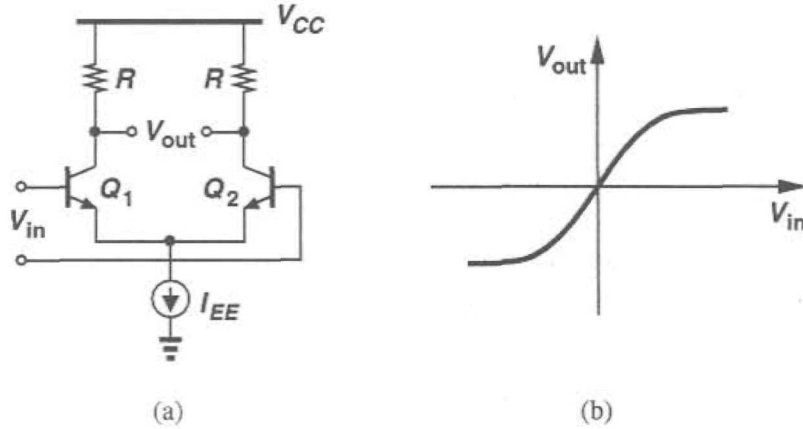 V_CC
R
R
V_out
Q_1
Q_2
V_in
I_EE
(a)
V_out
V_in
(b)